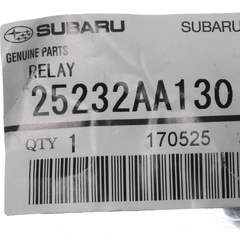 SUBARU SUBARU
GENUINE PARTS
RELAY
25232AA130
QTY 1 170525